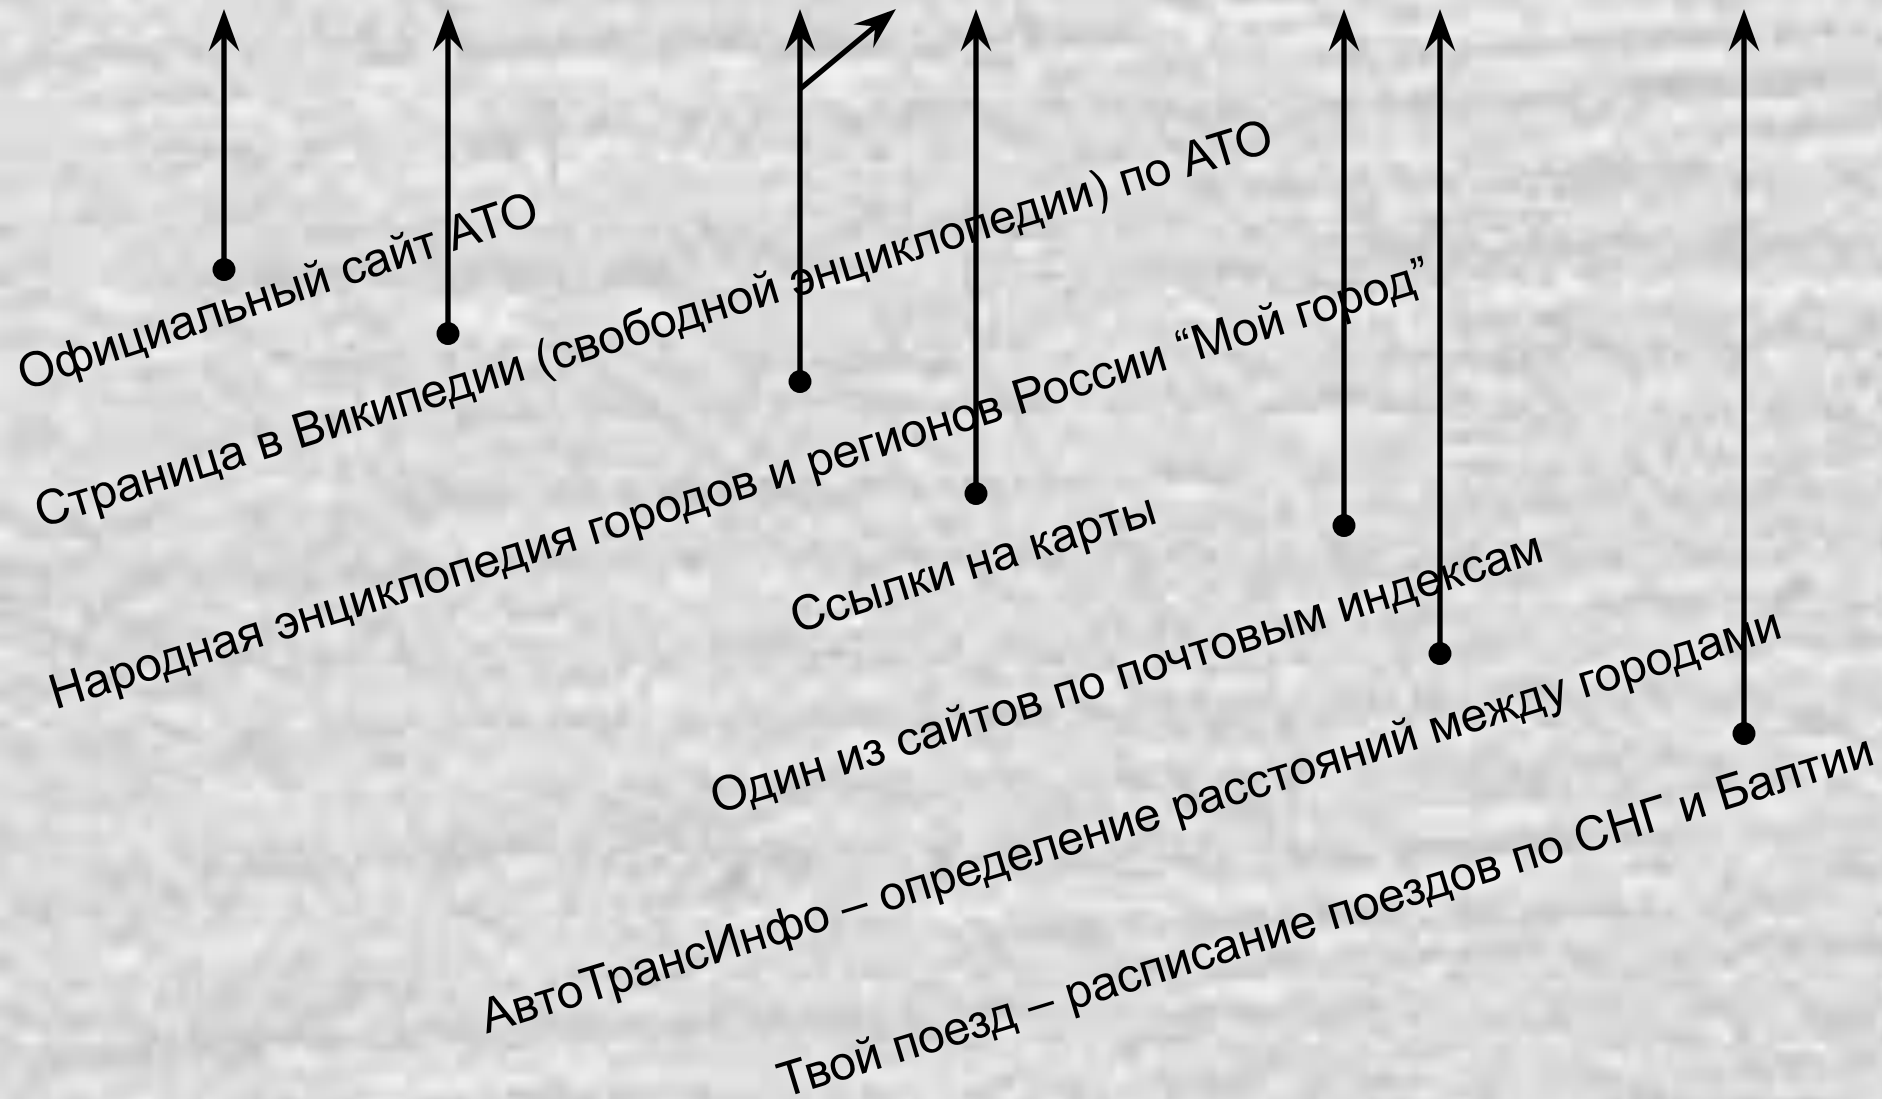 Официальный сайт АТО
Страница в Википедии (свободной энциклопедии) по АТО
Народная энциклопедия городов и регионов России “Мой город”
Ссылки на карты
Один из сайтов по почтовым индексам
АвтоТрансИнфо – определение расстояний между городами
Твой поезд – расписание поездов по СНГ и Балтии